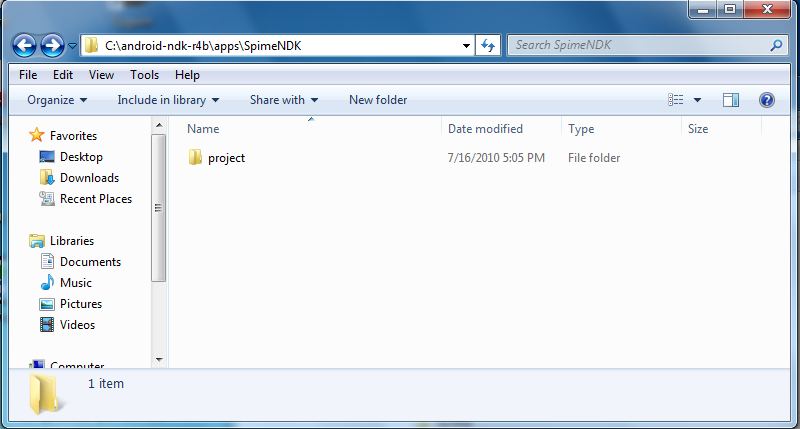 C:\android-ndk-r4b\apps\SpimeNDK
Search SpimeNDK
File Edit View Tools Help
Organize Include in library Share with New folder
Name Date modified Type Size
project 7/16/2010 5:05 PM File folder
Favorites
Desktop
Downloads
Recent Places
Libraries
Documents
Music
Pictures
Videos
Computer
1 item